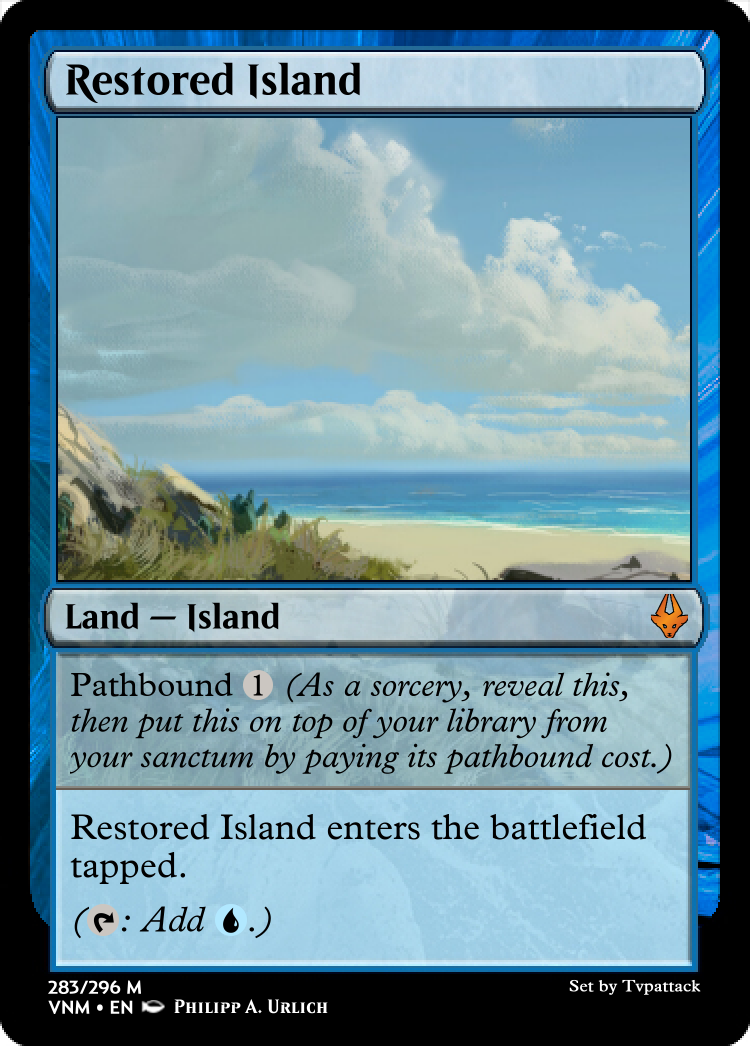 Restored Island
Land — Island
Pathbound 1 (As a sorcery, reveal this,
then put this on top of your library from
your sanctum by paying its pathbound cost.)
Restored Island enters the battlefield
tapped.
(: Add .)
283/296 M
Set by Tvpattack
VNM • EN Philipp A. Urlich